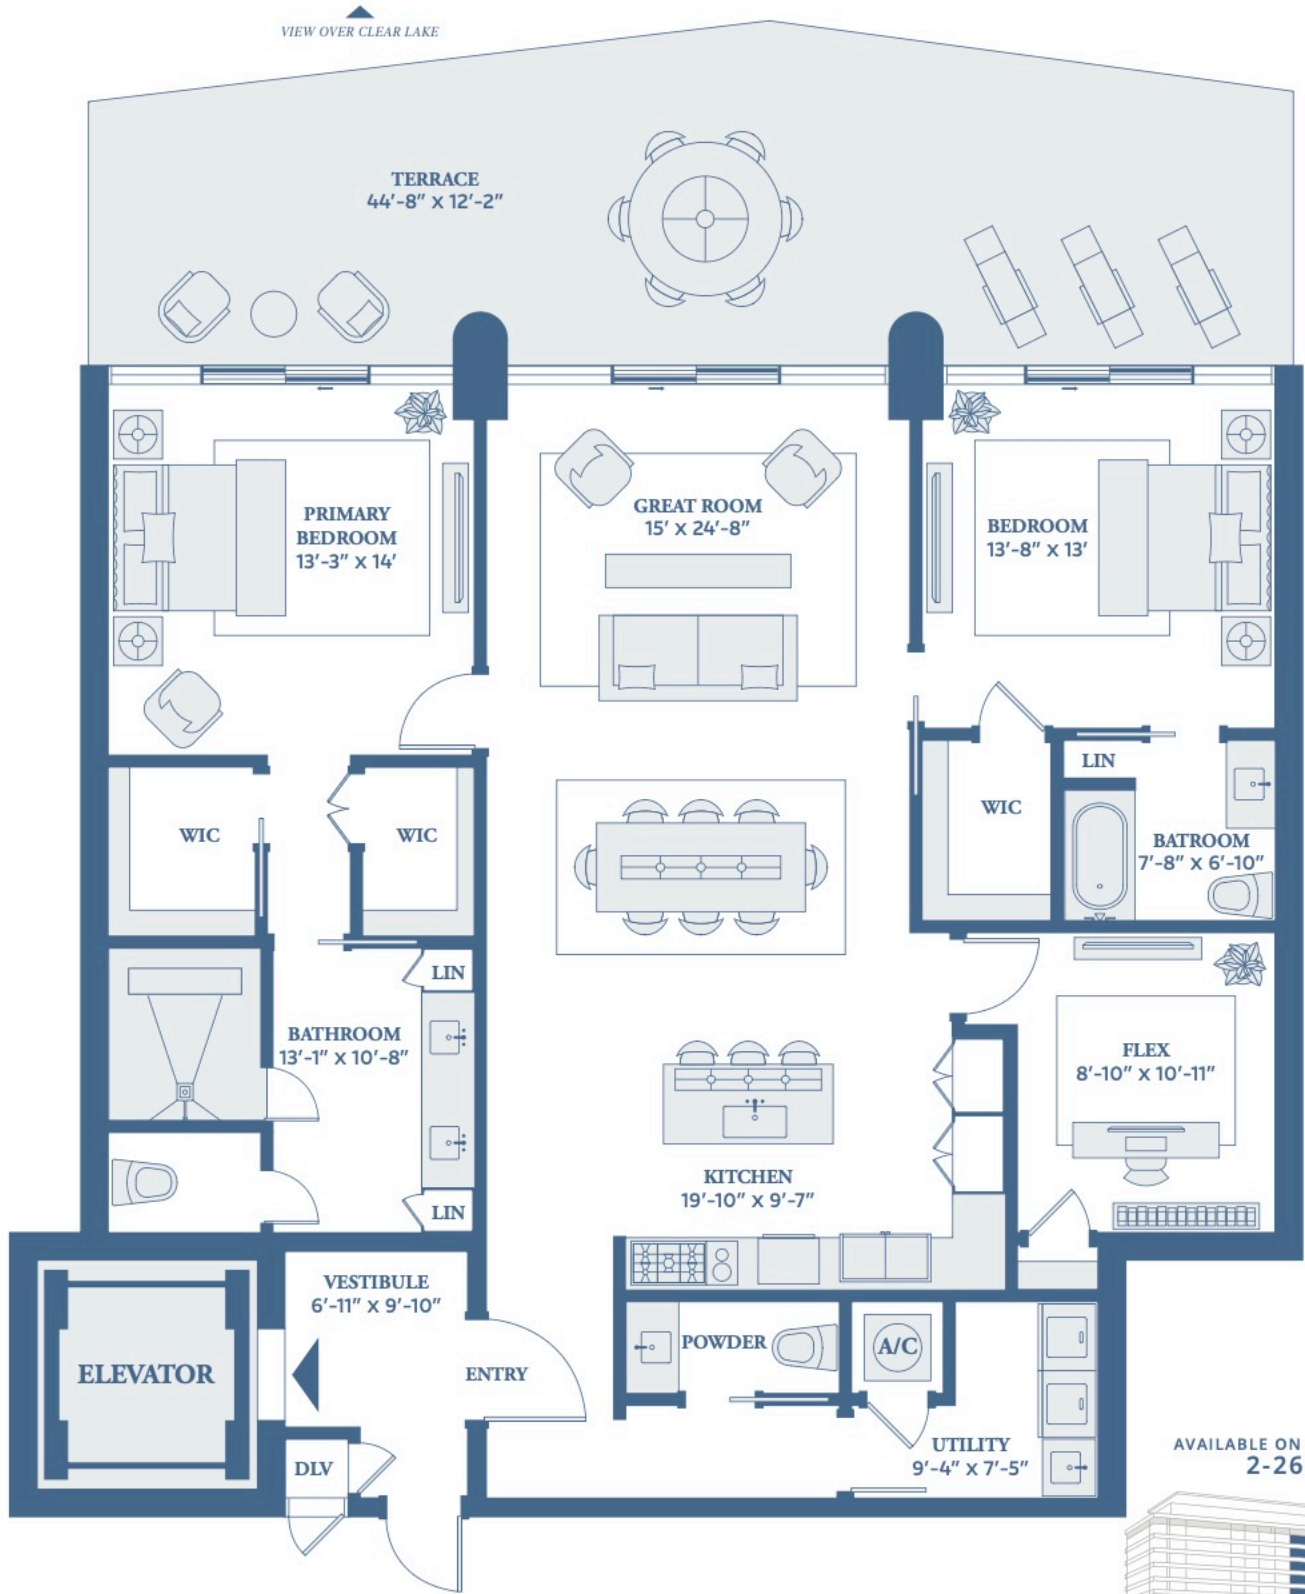 VIEW OVER CLEAR LAKE
TERRACE
44'-8" X 12'-2"
PRIMARY
BEDROOM
13'-3" X 14'
GREAT ROOM
15' X 24'-8"
BEDROOM
13'-8" X 13'
WIC
WIC
WIC
LIN
BATROOM
7'-8" X 6'-10"
LIN
BATHROOM
13'-1" X 10'-8"
LIN
FLEX
8'-10" X 10'-11"
KITCHEN
19'-10" X 9'-7"
VESTIBULE
6'-11" X 9'-10"
ELEVATOR
ENTRY
POWDER
A/C
DLV
UTILITY
9'-4" X 7'-5"
AVAILABLE ON
2-26